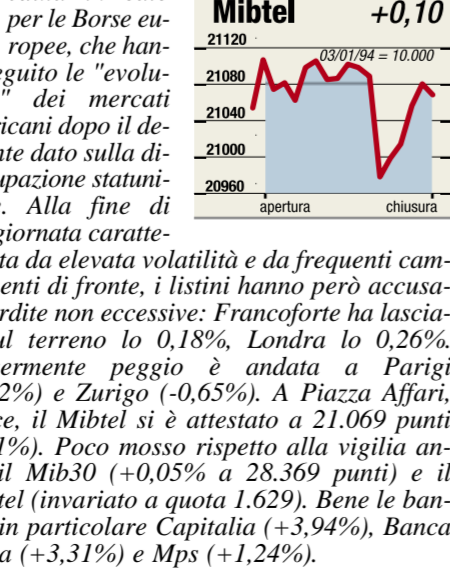 Mibtel +0,10
21120
03/01/94 = 10.000
21080
21040
21000
20960
apertura chiusura
per le Borse eu-
ropee, che han-
eguito le "evolu-
" dei mercati
ricani dopo il de-
nte dato sulla di-
upazione statuni-
e. Alla fine di
giornata caratte-
ta da elevata volatilità e da frequenti cam-
enti di fronte, i listini hanno però accusa-
rdite non eccessive: Francoforte ha lascia-
ul terreno lo 0,18%, Londra lo 0,26%.
ermente peggio è andata a Parigi
2%) e Zurigo (-0,65%). A Piazza Affari,
ce, il Mibtel si è attestato a 21.069 punti
1%). Poco mosso rispetto alla vigilia an-
il Mib30 (+0,05% a 28.369 punti) e il
tel (invariato a quota 1.629). Bene le ban-
in particolare Capitalia (+3,94%), Banca
a (+3,31%) e Mps (+1,24%).